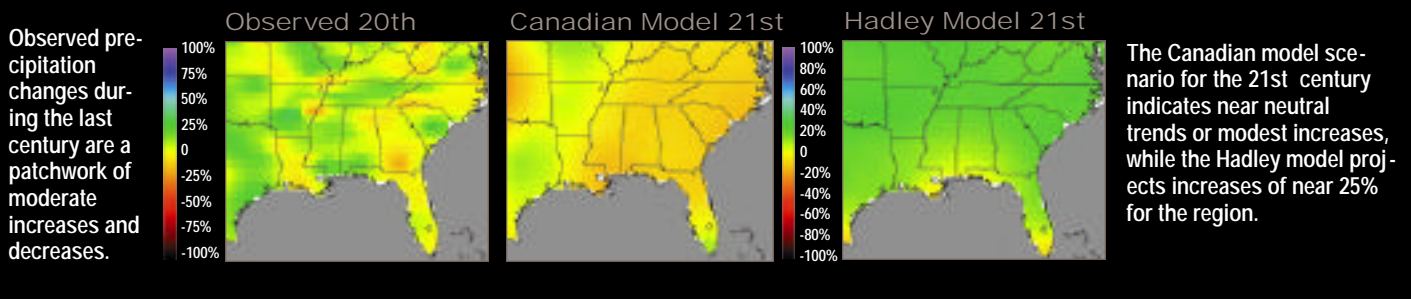 Observed pre-
cipitation
changes dur-
ing the last
century are a
patchwork of
moderate
increases and
decreases.
Observed 20th
100%
75%
50%
25%
0
-25%
-50%
-75%
-100%
Canadian Model 21st
100%
80%
60%
40%
20%
0
-20%
-40%
-60%
-80%
-100%
Hadley Model 21st
The Canadian model sce-
nario for the 21st century
indicates near neutral
trends or modest increases,
while the Hadley model proj-
ects increases of near 25%
for the region.